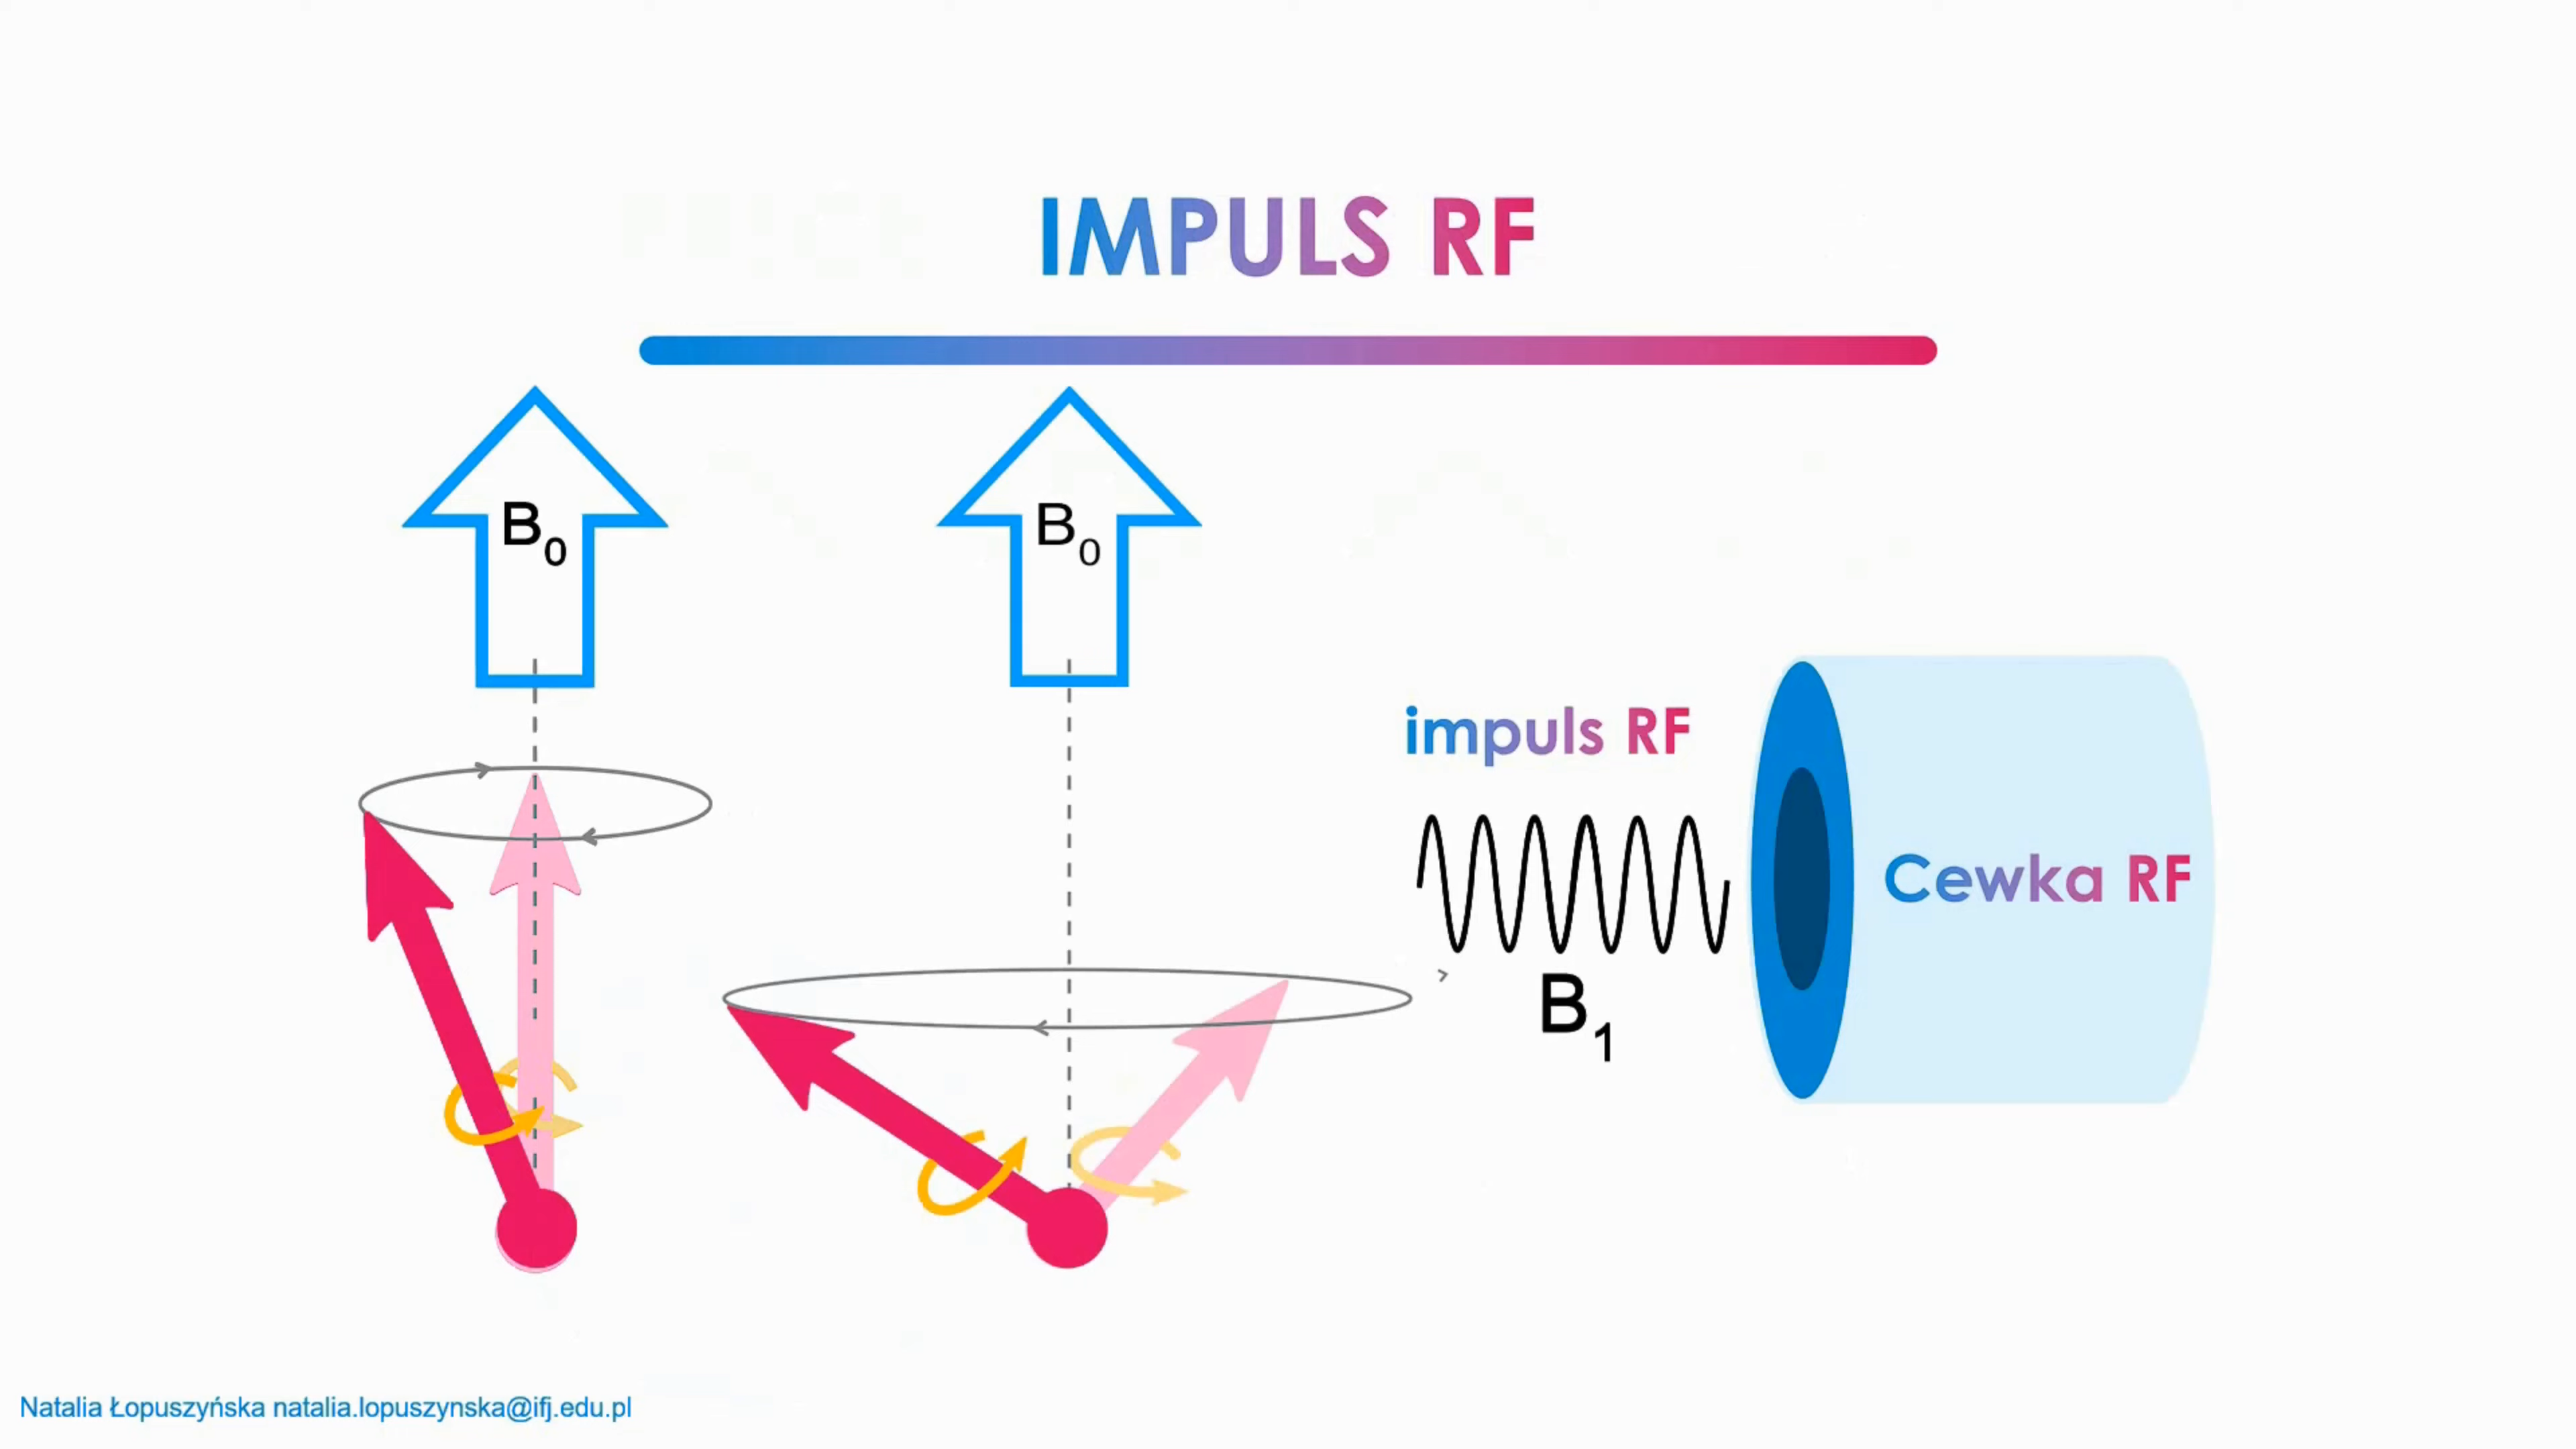 IMPULS RF
B₀
B₀
impuls RF
B₁
Cewka RF
Natalia Łopuszyńska natalia.lopuszynska@ifj.edu.pl